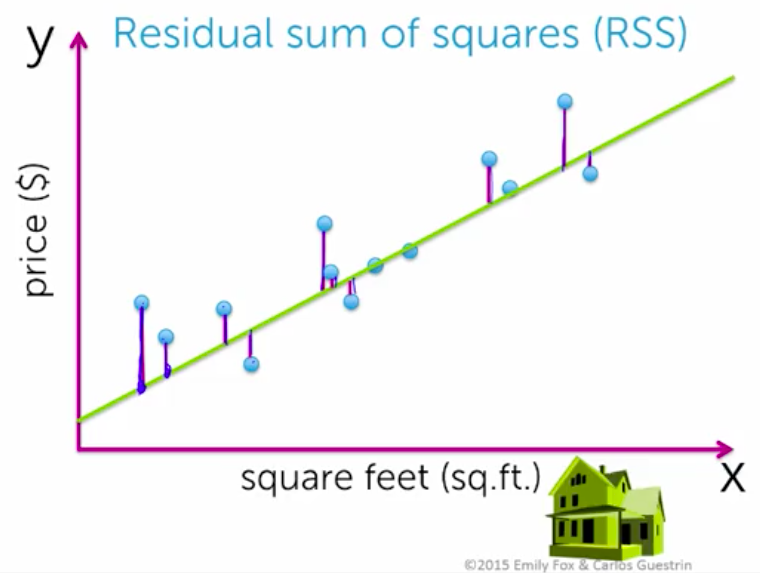 Residual sum of squares (RSS)
y
price ($)
square feet (sq.ft.)
x
©2015 Emily Fox & Carlos Guestrin